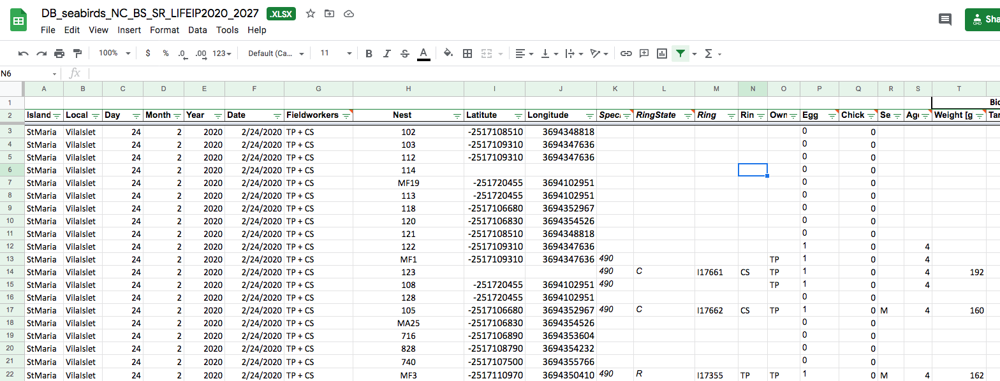 DB_seabirds_NC_BS_SR_LIFEIP2020_2027 .XLSX
File Edit View Insert Format Data Tools Help
Sha
100% $ % .0 .00 123 Default (Ca... 11 B I S A
N6 fx
A B C D E F G H I J K L M N O P Q R S T
1 Bio
2 Island Local Day Month Year Date Fieldworkers Nest Latitute Longitude Speci RingState Ring Rin Own Egg Chick Se Age Weight [g Tar
3 StMaria VilaIslet 24 2 2020 2/24/2020 TP + CS 102 -2517108510 3694348818 0 0
4 StMaria VilaIslet 24 2 2020 2/24/2020 TP + CS 103 -2517109310 3694347636 0 0
5 StMaria VilaIslet 24 2 2020 2/24/2020 TP + CS 112 -2517109310 3694347636 0 0
6 StMaria VilaIslet 24 2 2020 2/24/2020 TP + CS 114 0 0
7 StMaria VilaIslet 24 2 2020 2/24/2020 TP + CS MF19 -251720455 3694102951 0 0
8 StMaria VilaIslet 24 2 2020 2/24/2020 TP + CS 113 -251720455 3694102951 0 0
9 StMaria VilaIslet 24 2 2020 2/24/2020 TP + CS 118 -2517106680 3694352967 0 0
10 StMaria VilaIslet 24 2 2020 2/24/2020 TP + CS 120 -2517106830 3694354526 0 0
11 StMaria VilaIslet 24 2 2020 2/24/2020 TP + CS 121 -2517108510 3694348818 0 0
12 StMaria VilaIslet 24 2 2020 2/24/2020 TP + CS 122 -2517109310 3694347636 1 0 4
13 StMaria VilaIslet 24 2 2020 2/24/2020 TP + CS MF1 -2517109310 3694347636 490 TP 1 0 4
14 StMaria VilaIslet 24 2 2020 2/24/2020 TP + CS 123 490 C I17661 CS TP 1 0 4 192
15 StMaria VilaIslet 24 2 2020 2/24/2020 TP + CS 108 -251720455 3694102951 490 TP 1 0 4
16 StMaria VilaIslet 24 2 2020 2/24/2020 TP + CS 128 -251720455 3694102951 0 0
17 StMaria VilaIslet 24 2 2020 2/24/2020 TP + CS 105 -2517106680 3694352967 490 C I17662 CS TP 1 0 M 4 160
18 StMaria VilaIslet 24 2 2020 2/24/2020 TP + CS MA25 -2517106830 3694354526 0 0
19 StMaria VilaIslet 24 2 2020 2/24/2020 TP + CS 716 -2517106890 3694353604 0 0
20 StMaria VilaIslet 24 2 2020 2/24/2020 TP + CS 828 -2517108790 3694354232 0 0
21 StMaria VilaIslet 24 2 2020 2/24/2020 TP + CS 740 -2517107500 3694355766 0 0
22 StMaria VilaIslet 24 2 2020 2/24/2020 TP + CS MF3 -2517110970 3694350410 490 R I17355 TP TP 1 0 M 4 162